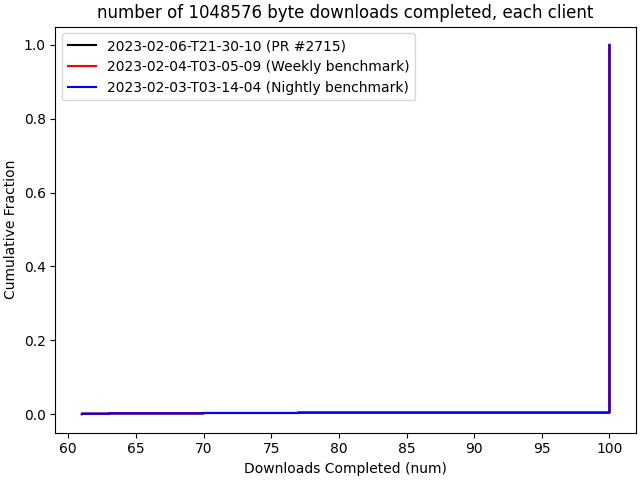 number of 1048576 byte downloads completed, each client
2023-02-06-T21-30-10 (PR #2715)
2023-02-04-T03-05-09 (Weekly benchmark)
2023-02-03-T03-14-04 (Nightly benchmark)
Cumulative Fraction
1.0
0.8
0.6
0.4
0.2
0.0
60 65 70 75 80 85 90 95 100
Downloads Completed (num)